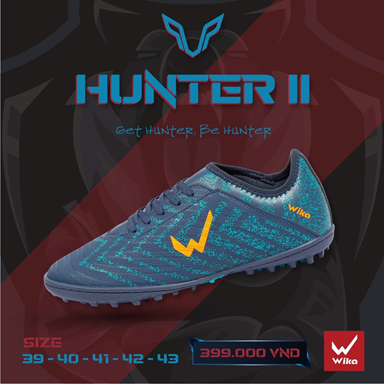 HUNTER II
Get HUNTER, BE HUNTER
Wika
SIZE
39 - 40 - 41 - 42 - 43
399.000 VND
Wika